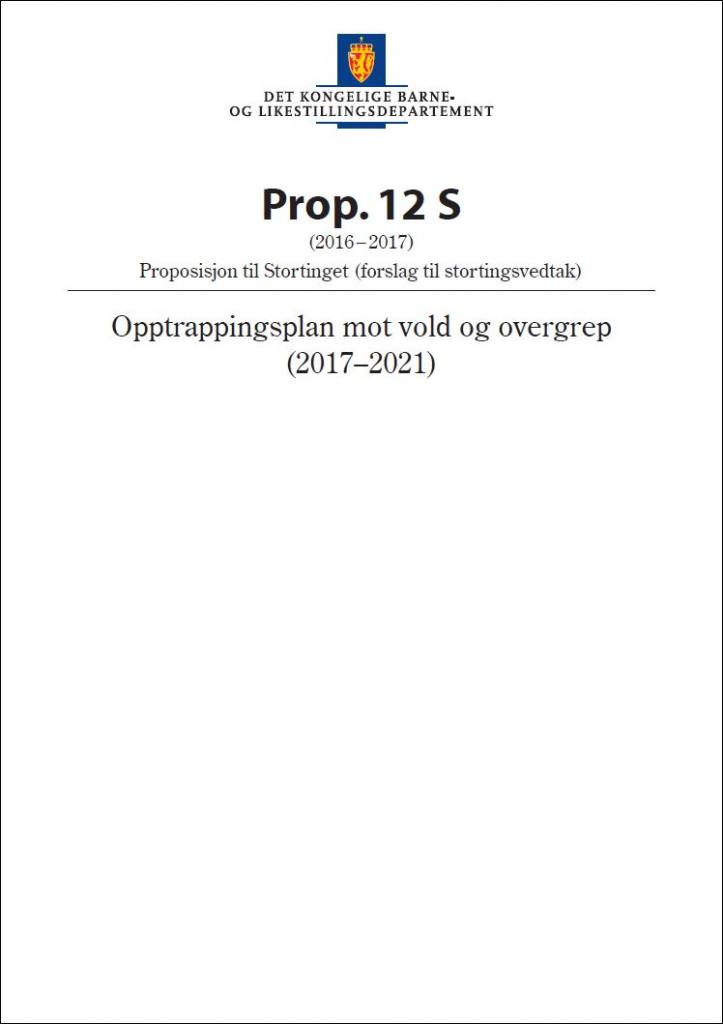 DET KONGELIGE BARNE-
OG LIKESTILLINGSDEPARTEMENT
Prop. 12 S
(2016–2017)
Proposisjon til Stortinget (forslag til stortingsvedtak)
Opptrappingsplan mot vold og overgrep
(2017–2021)